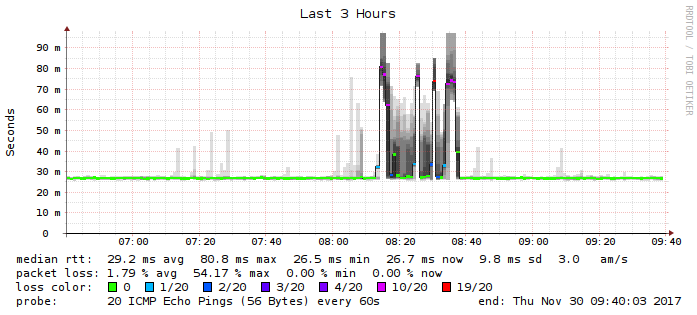 Last 3 Hours
RRDTOOL / TOBI OETIKER
Seconds
90 m
80 m
70 m
60 m
50 m
40 m
30 m
20 m
10 m
0
07:00 07:20 07:40 08:00 08:20 08:40 09:00 09:20 09:40
median rtt: 29.2 ms avg 80.8 ms max 26.5 ms min 26.7 ms now 9.8 ms sd 3.0 am/s
packet loss: 1.79 % avg 54.17 % max 0.00 % min 0.00 % now
loss color: 0 1/20 2/20 3/20 4/20 10/20 19/20
probe: 20 ICMP Echo Pings (56 Bytes) every 60s end: Thu Nov 30 09:40:03 2017